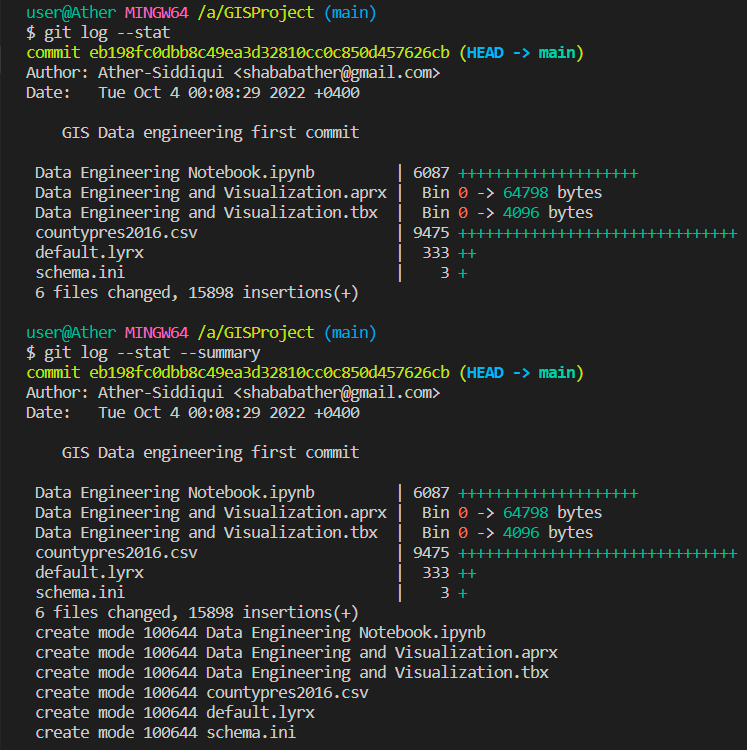 user@Ather MINGW64 /a/GISProject (main)
$ git log --stat
commit eb198fc0dbb8c49ea3d32810cc0c850d457626cb (HEAD -> main)
Author: Ather-Siddiqui <shababather@gmail.com>
Date:   Tue Oct 4 00:08:29 2022 +0400

    GIS Data engineering first commit

 Data Engineering Notebook.ipynb         | 6087 ++++++++++++++++++++
 Data Engineering and Visualization.aprx |  Bin 0 -> 64798 bytes
 Data Engineering and Visualization.tbx  |  Bin 0 -> 4096 bytes
 countypres2016.csv                      | 9475 +++++++++++++++++++++++++++++++
 default.lyrx                            |  333 ++
 schema.ini                              |    3 +
 6 files changed, 15898 insertions(+)

user@Ather MINGW64 /a/GISProject (main)
$ git log --stat --summary
commit eb198fc0dbb8c49ea3d32810cc0c850d457626cb (HEAD -> main)
Author: Ather-Siddiqui <shababather@gmail.com>
Date:   Tue Oct 4 00:08:29 2022 +0400

    GIS Data engineering first commit

 Data Engineering Notebook.ipynb         | 6087 ++++++++++++++++++++
 Data Engineering and Visualization.aprx |  Bin 0 -> 64798 bytes
 Data Engineering and Visualization.tbx  |  Bin 0 -> 4096 bytes
 countypres2016.csv                      | 9475 +++++++++++++++++++++++++++++++
 default.lyrx                            |  333 ++
 schema.ini                              |    3 +
 6 files changed, 15898 insertions(+)
 create mode 100644 Data Engineering Notebook.ipynb
 create mode 100644 Data Engineering and Visualization.aprx
 create mode 100644 Data Engineering and Visualization.tbx
 create mode 100644 countypres2016.csv
 create mode 100644 default.lyrx
 create mode 100644 schema.ini